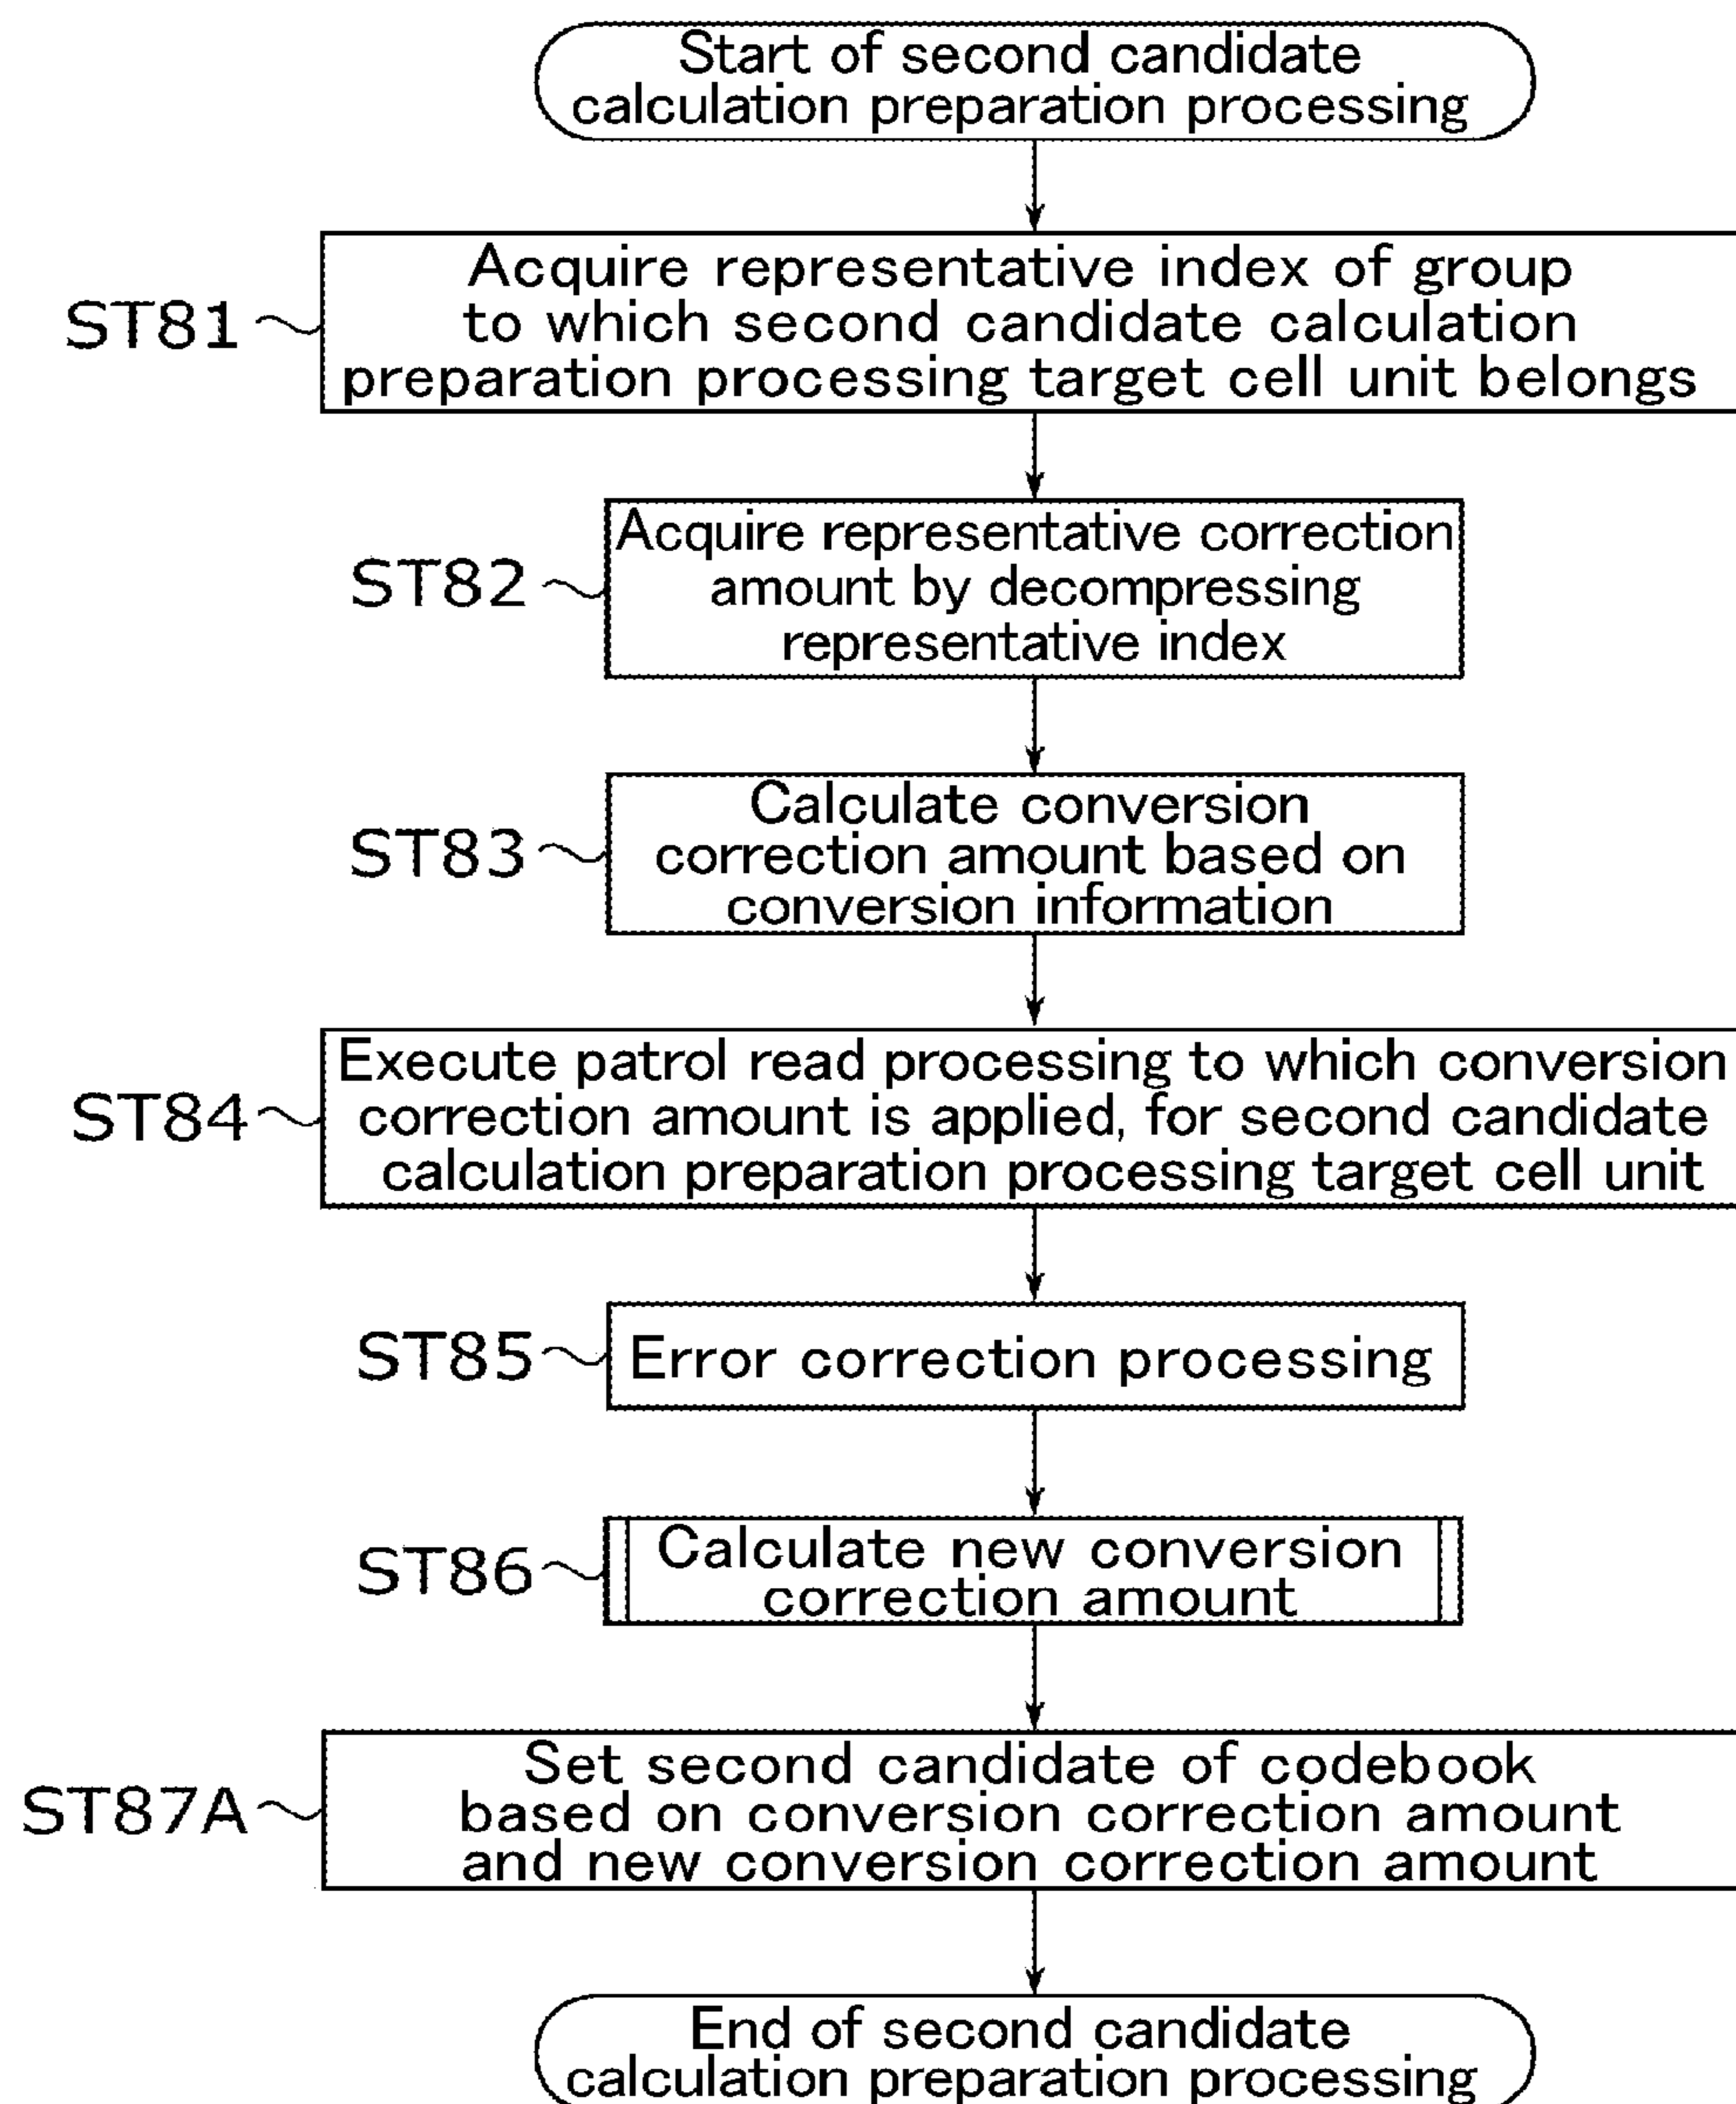 Start of second candidate
calculation preparation processing
ST81
Acquire representative index of group
to which second candidate calculation
preparation processing target cell unit belongs
ST82
Acquire representative correction
amount by decompressing
representative index
ST83
Calculate conversion
correction amount based on
conversion information
ST84
Execute patrol read processing to which conversion
correction amount is applied, for second candidate
calculation preparation processing target cell unit
ST85
Error correction processing
ST86
Calculate new conversion
correction amount
ST87A
Set second candidate of codebook
based on conversion correction amount
and new conversion correction amount
End of second candidate
calculation preparation processing